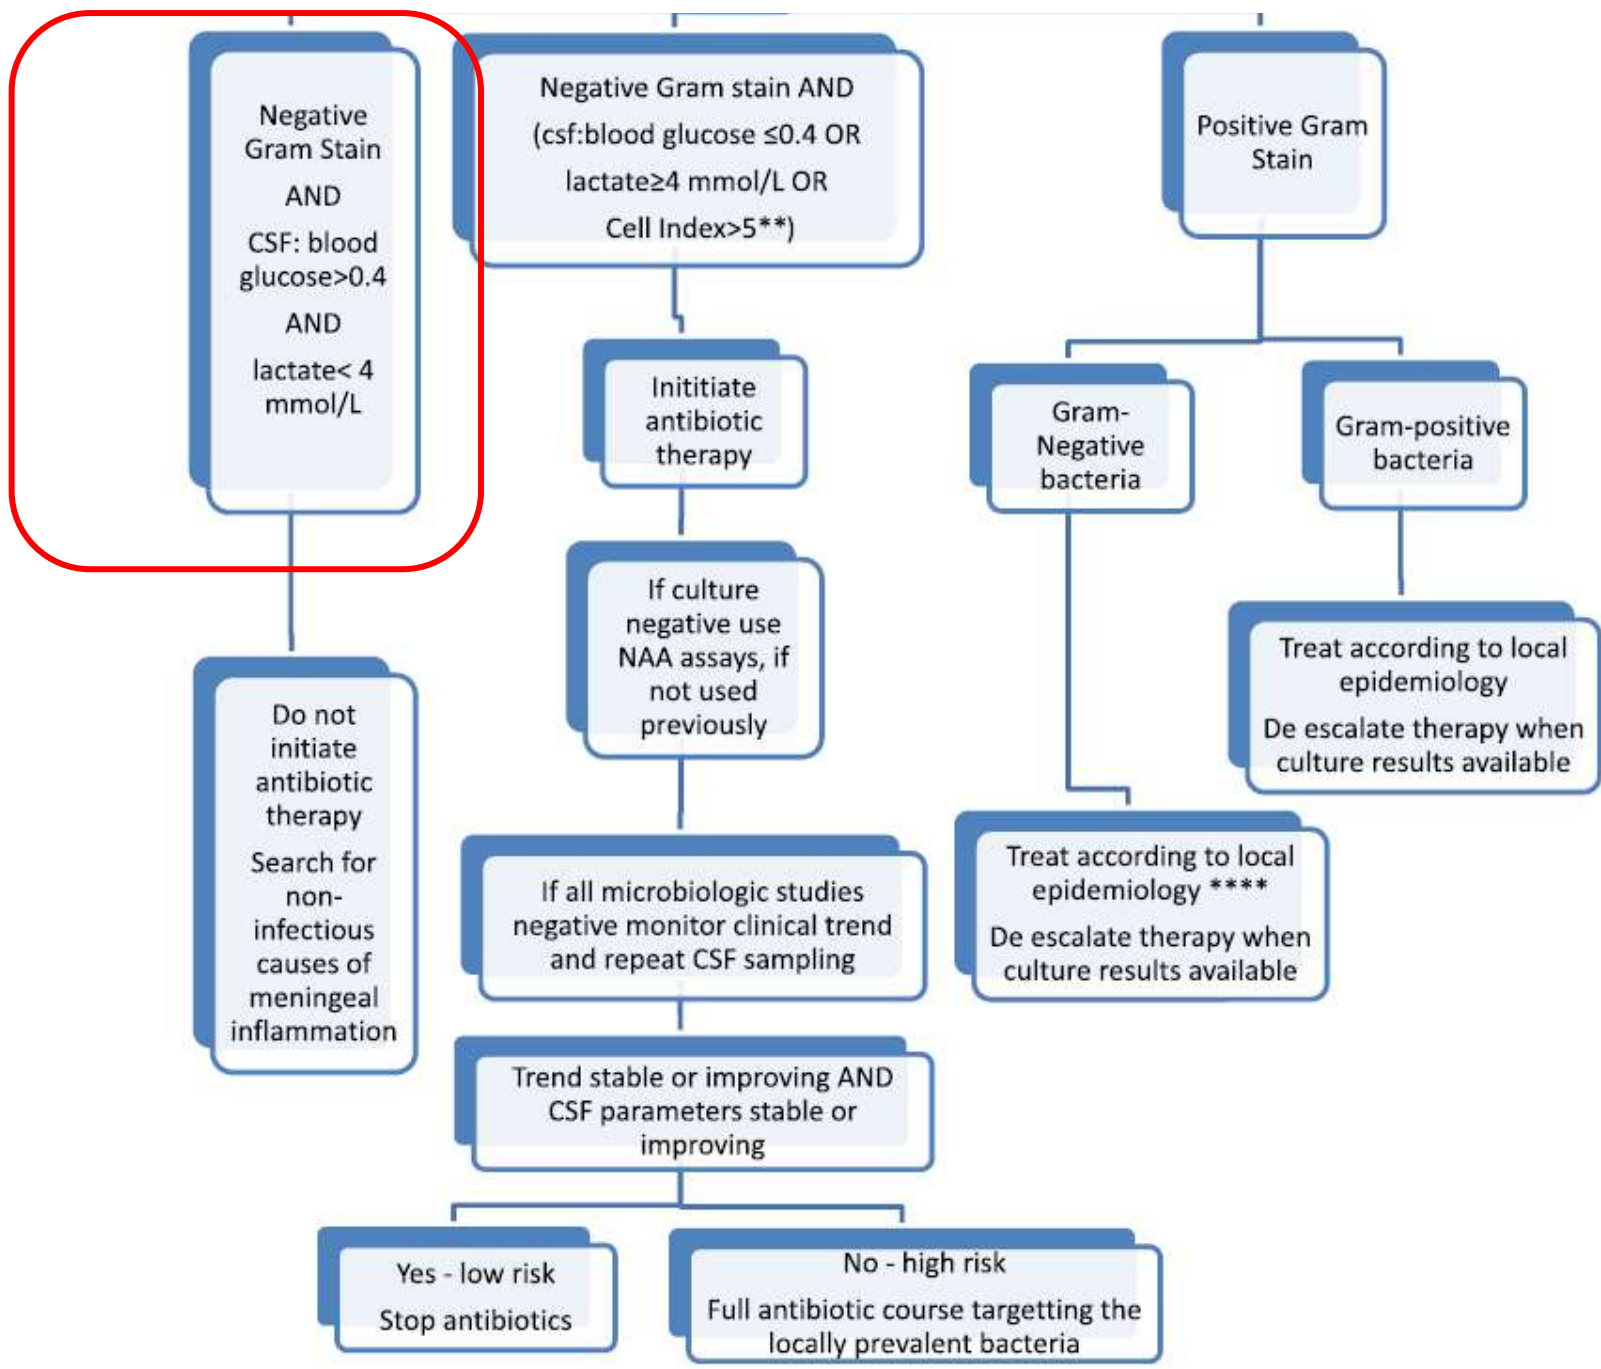 Negative
Gram Stain
AND
CSF: blood
glucose>0.4
AND
lactate< 4
mmol/L
Do not
initiate
antibiotic
therapy
Search for
non-
infectious
causes of
meningeal
inflammation
Negative Gram stain AND
(csf:blood glucose ≤0.4 OR
lactate≥4 mmol/L OR
Cell Index>5**)
Inititiate
antibiotic
therapy
If culture
negative use
NAA assays, if
not used
previously
If all microbiologic studies
negative monitor clinical trend
and repeat CSF sampling
Trend stable or improving AND
CSF parameters stable or
improving
Yes - low risk
Stop antibiotics
No - high risk
Full antibiotic course targetting the
locally prevalent bacteria
Positive Gram
Stain
Gram-
Negative
bacteria
Treat according to local
epidemiology ****
De escalate therapy when
culture results available
Gram-positive
bacteria
Treat according to local
epidemiology
De escalate therapy when
culture results available